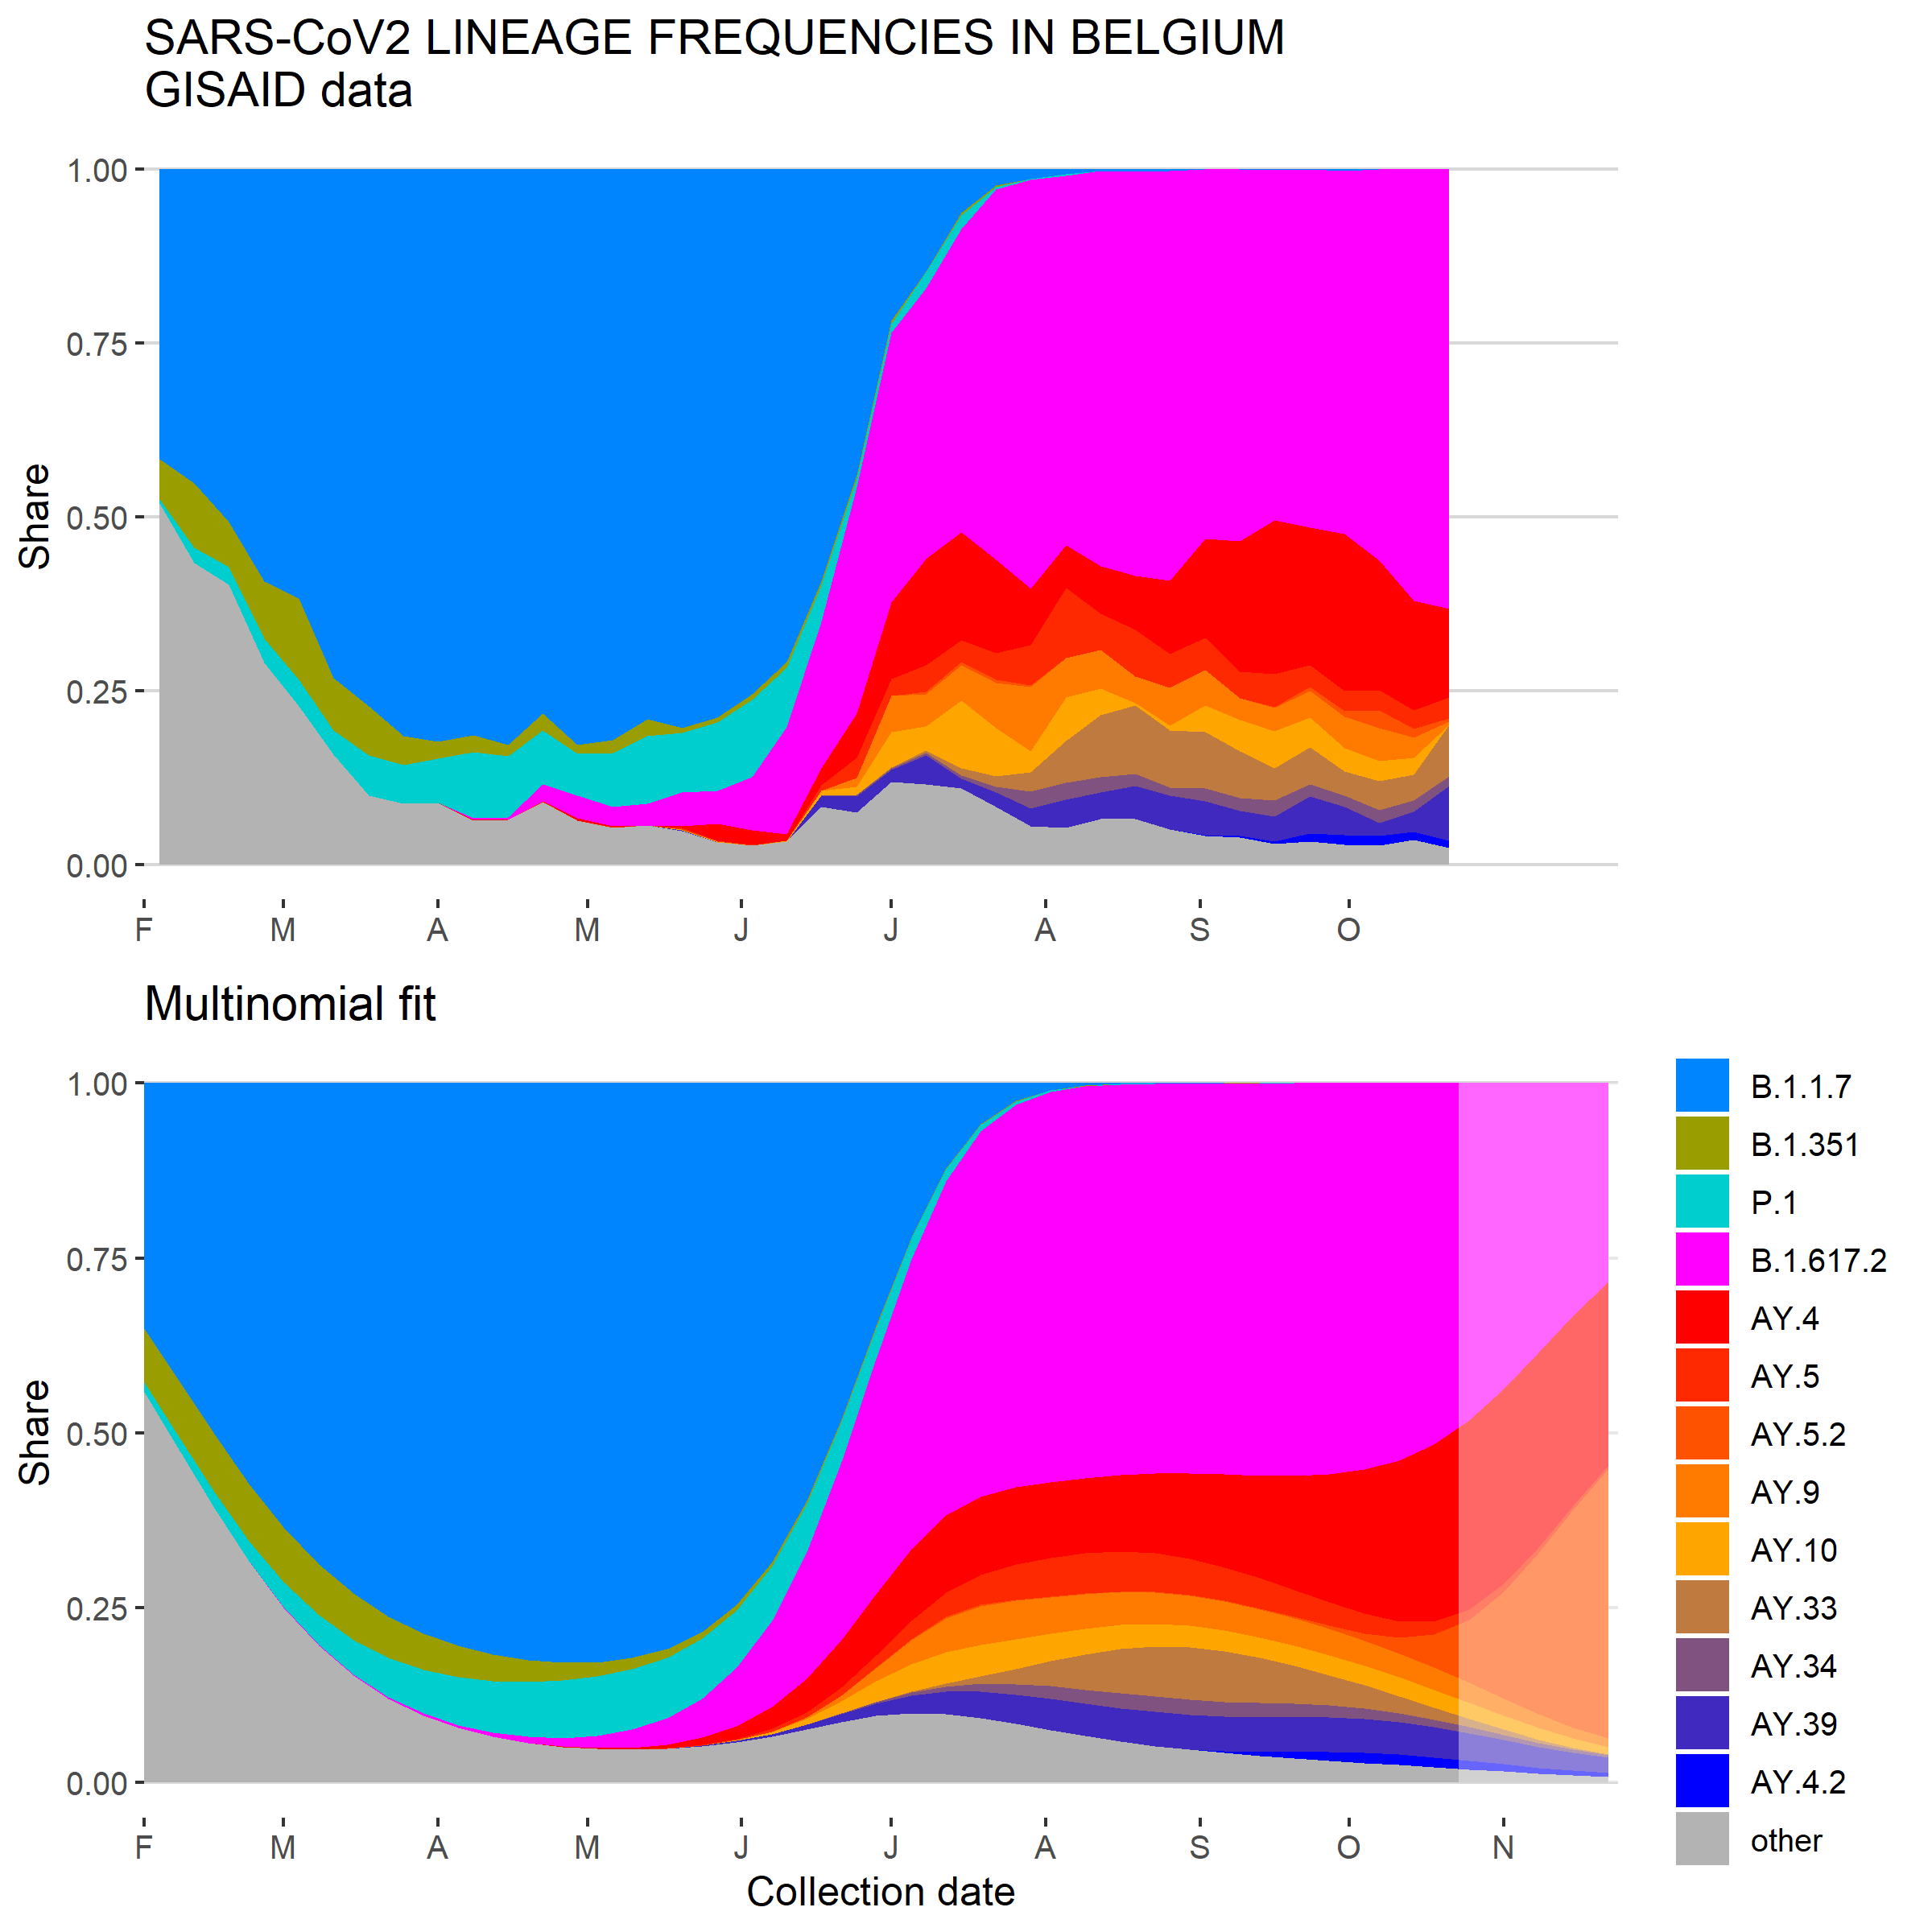 SARS-CoV2 LINEAGE FREQUENCIES IN BELGIUM
GISAID data
1.00
0.75
0.50
0.25
0.00
Share
F M A M J J A S O
Multinomial fit
1.00
0.75
0.50
0.25
0.00
Share
F M A M J J A S O N
Collection date
B.1.1.7
B.1.351
P.1
B.1.617.2
AY.4
AY.5
AY.5.2
AY.9
AY.10
AY.33
AY.34
AY.39
AY.4.2
other